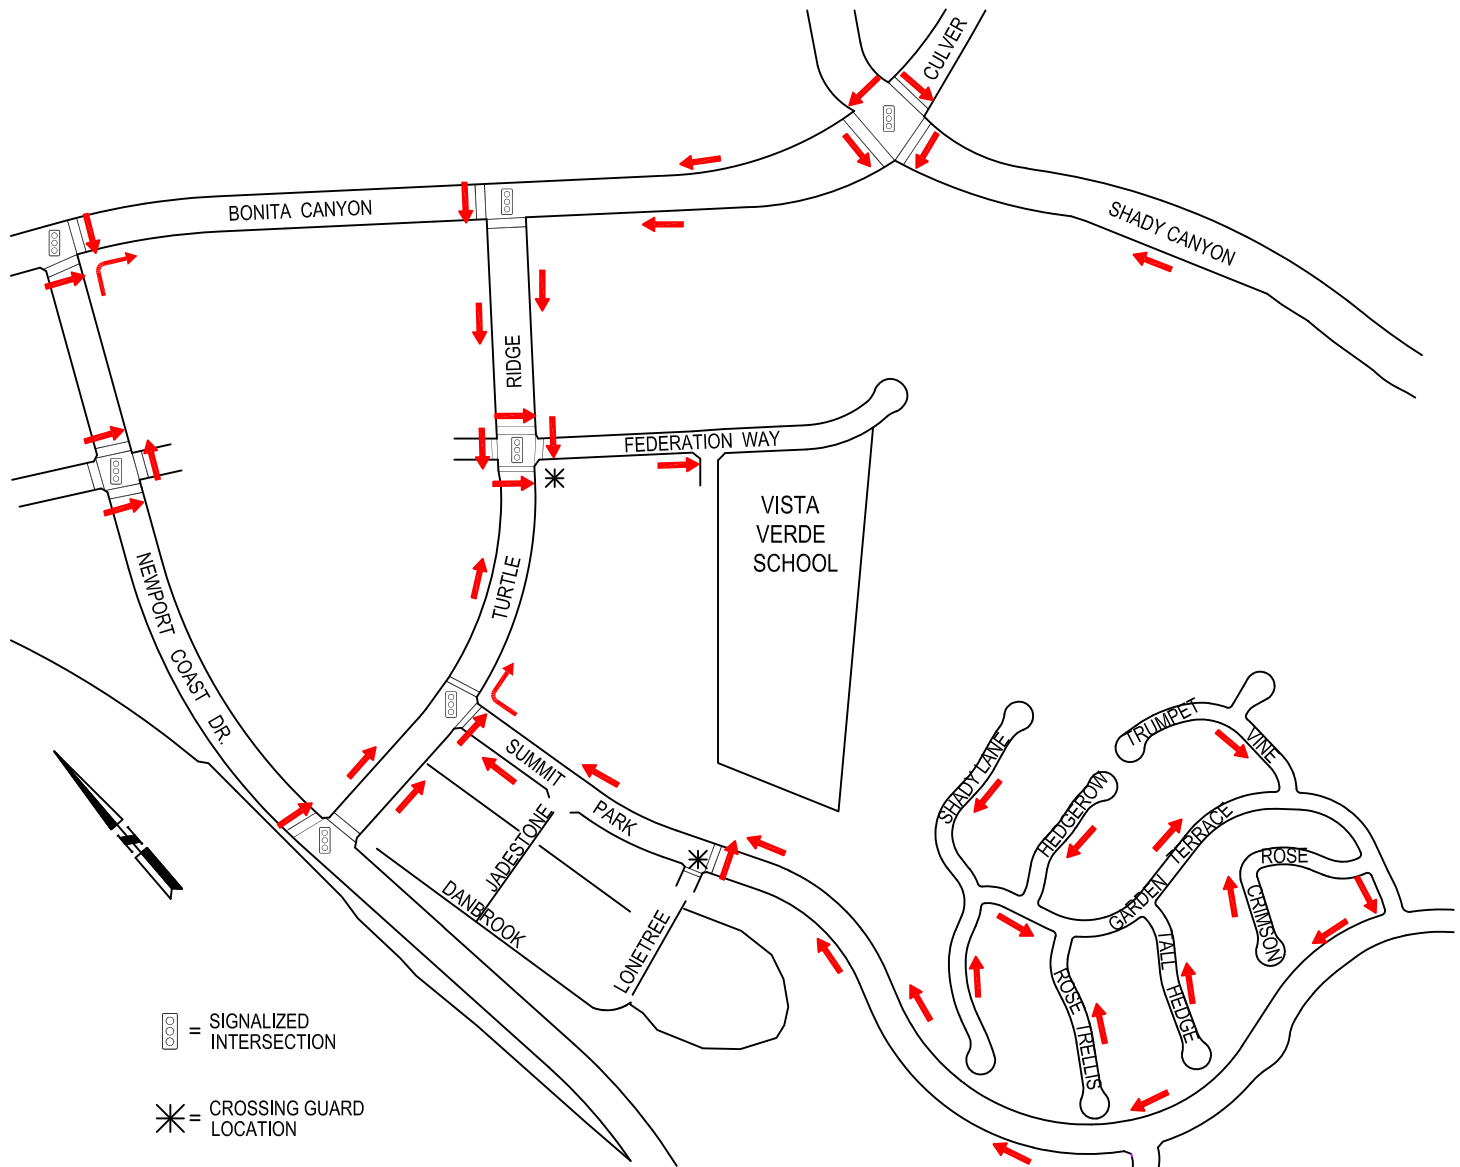 CULVER
BONITA CANYON
SHADY CANYON
RIDGE
FEDERATION WAY
VISTA
VERDE
SCHOOL
NEWPORT COAST DR.
TURTLE
SUMMIT
PARK
JADESTONE
DANBROOK
LONETREE
SHADY LANE
HEDGEROW
TRUMPET
VINE
GARDEN TERRACE
ROSE
CRIMSON
TALL HEDGE
ROSE TRELLIS
N
= SIGNALIZED
INTERSECTION
= CROSSING GUARD
LOCATION